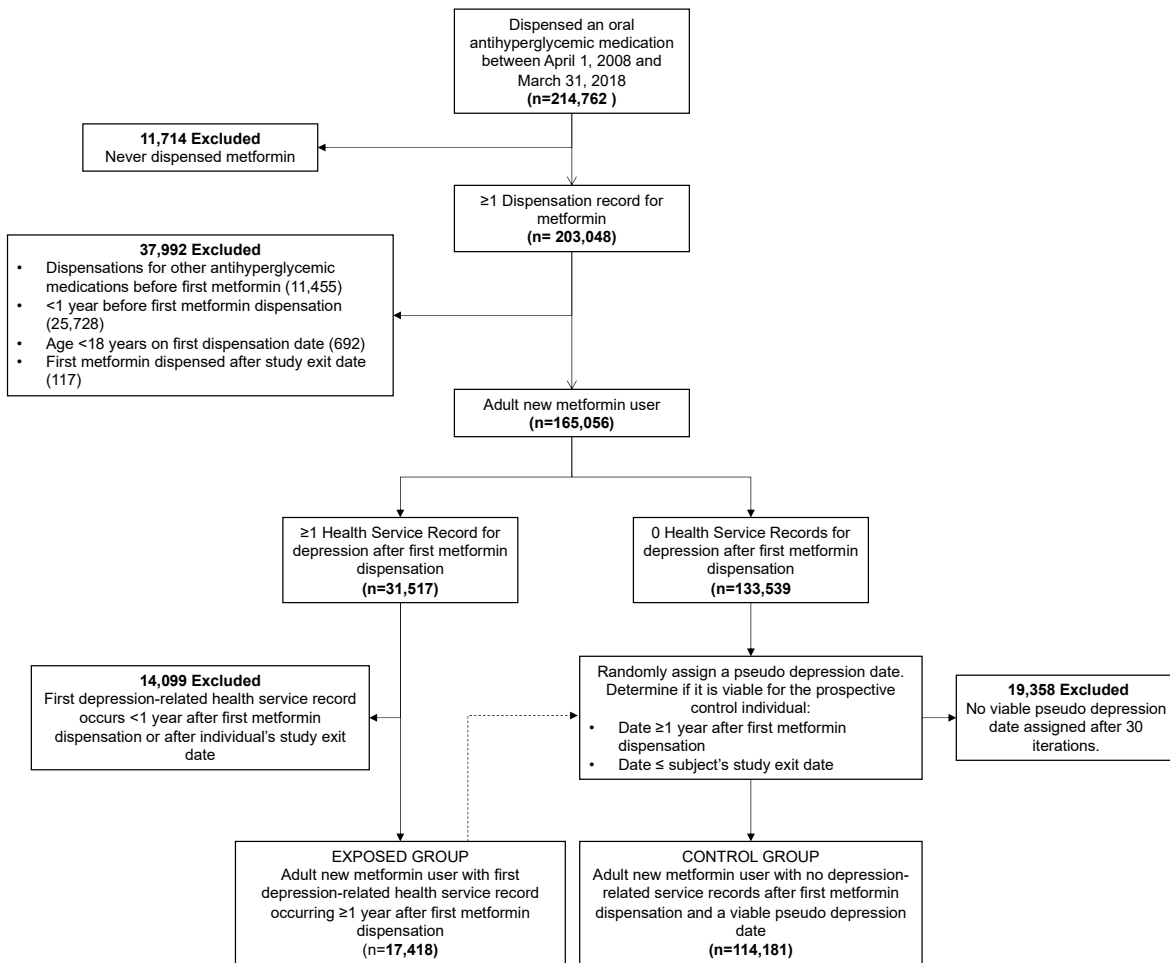 Dispensed an oral
antihyperglycemic medication
between April 1, 2008 and
March 31, 2018
(n=214,762 )
11,714 Excluded
Never dispensed metformin
≥1 Dispensation record for
metformin
(n= 203,048)
37,992 Excluded
• Dispensations for other antihyperglycemic
medications before first metformin (11,455)
• <1 year before first metformin dispensation
(25,728)
• Age <18 years on first dispensation date (692)
• First metformin dispensed after study exit date
(117)
Adult new metformin user
(n=165,056)
≥1 Health Service Record for
depression after first metformin
dispensation
(n=31,517)
0 Health Service Records for
depression after first metformin
dispensation
(n=133,539
14,099 Excluded
First depression-related health service record
occurs <1 year after first metformin
dispensation or after individual's study exit
date
Randomly assign a pseudo depression date.
Determine if it is viable for the prospective
control individual:
• Date ≥1 year after first metformin
dispensation
• Date ≤ subject's study exit date
19,358 Excluded
No viable pseudo depression
date assigned after 30
iterations.
EXPOSED GROUP
Adult new metformin user with first
depression-related health service record
occurring ≥1 year after first metformin
dispensation
(n=17,418)
CONTROL GROUP
Adult new metformin user with no depression-
related service records after first metformin
dispensation and a viable pseudo depression
date
(n=114,181)